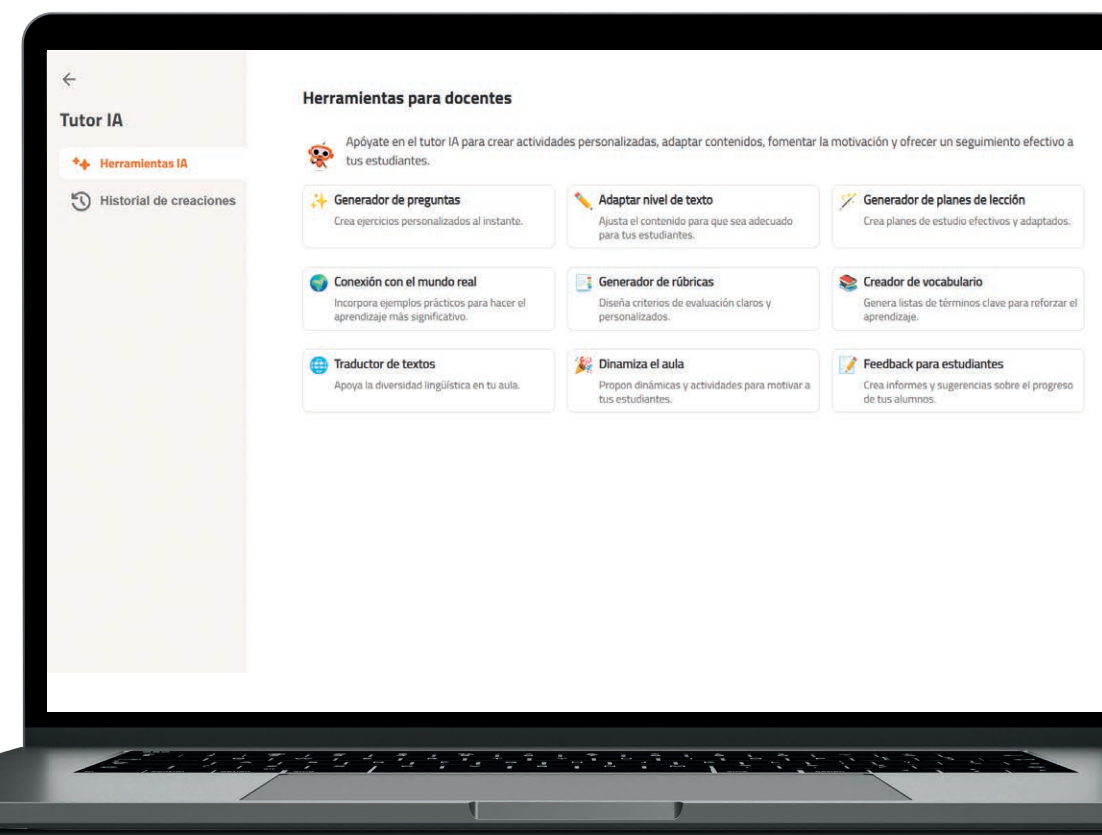 Tutor IA
Herramientas IA
Historial de creaciones
Herramientas para docentes
Apóyate en el tutor IA para crear actividades personalizadas, adaptar contenidos, fomentar la motivación y ofrecer un seguimiento efectivo a
tus estudiantes.
Generador de preguntas
Crea ejercicios personalizados al instante.
Adaptar nivel de texto
Ajusta el contenido para que sea adecuado
para tus estudiantes.
Generador de planes de lección
Crea planes de estudio efectivos y adaptados.
Conexión con el mundo real
Incorpora ejemplos prácticos para hacer el
aprendizaje más significativo.
Generador de rúbricas
Diseña criterios de evaluación claros y
personalizados.
Creador de vocabulario
Genera listas de términos clave para reforzar el
aprendizaje.
Traductor de textos
Apoya la diversidad lingüística en tu aula.
Dinamiza el aula
Propon dinámicas y actividades para motivar a
tus estudiantes.
Feedback para estudiantes
Crea informes y sugerencias sobre el progreso
de tus alumnos.